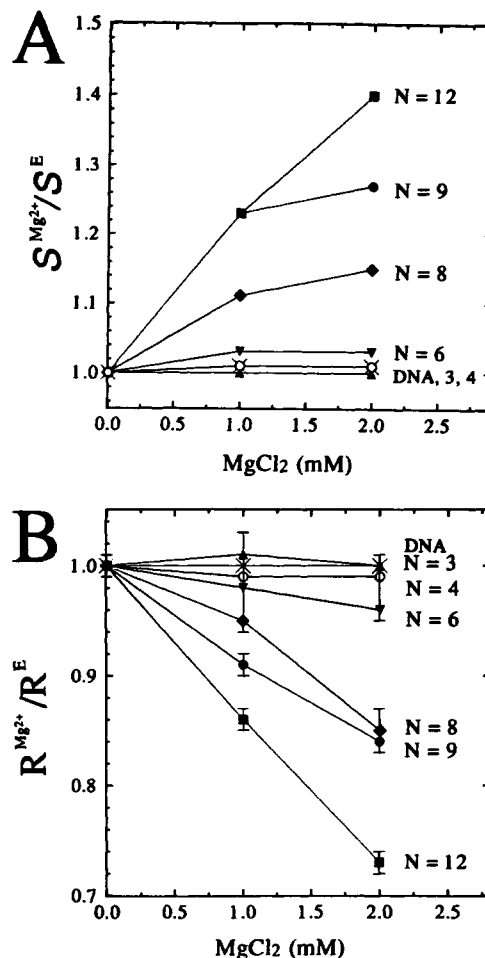 A
1.5
1.4
1.3
1.2
1.1
1.0
S^Mg2+/S^E
N = 12
N = 9
N = 8
N = 6
DNA, 3, 4
0.0 0.5 1.0 1.5 2.0 2.5
MgCl2 (mM)
B
1.0
0.9
0.8
0.7
R^Mg2+/R^E
DNA
N = 3
N = 4
N = 6
N = 8
N = 9
N = 12
0.0 0.5 1.0 1.5 2.0 2.5
MgCl2 (mM)